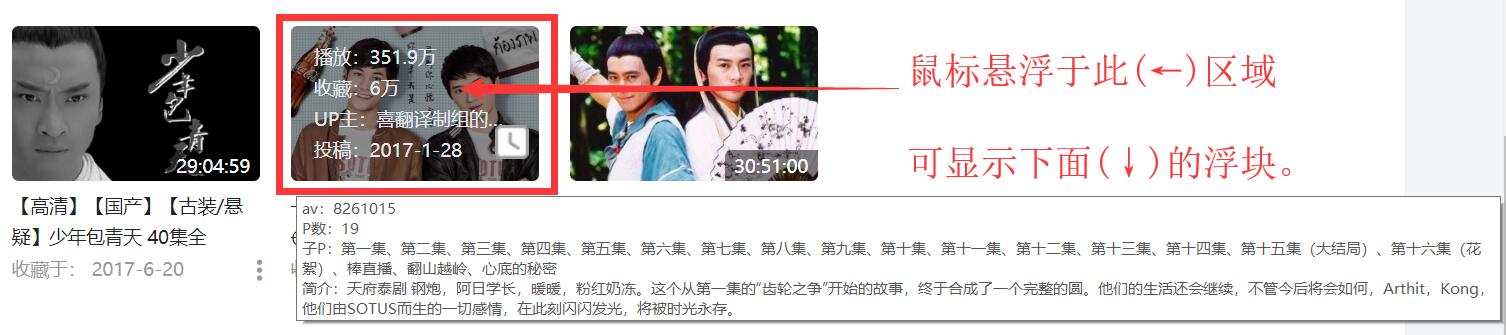 少年包青天
29:04:59
【高清】【国产】【古装/悬
疑】少年包青天 40集全
收藏于： 2017-6-20
播放：351.9万
收藏：6万
UP主：喜翻译制组的...
投稿：2017-1-28
30:51:00
鼠标悬浮于此(←)区域
可显示下面(↓)的浮块。
av：8261015
P数：19
子P：第一集、第二集、第三集、第四集、第五集、第六集、第七集、第八集、第九集、第十集、第十一集、第十二集、第十三集、第十四集、第十五集（大结局）、第十六集（花
絮）、棒直播、翻山越岭、心底的秘密
简介：天府泰剧 钢炮，阿日学长，暖暖，粉红奶冻。这个从第一集的“齿轮之争”开始的故事，终于合成了一个完整的圆。他们的生活还会继续，不管今后将会如何，Arthit，Kong，
他们由SOTUS而生的一切感情，在此刻闪闪发光，将被时光永存。